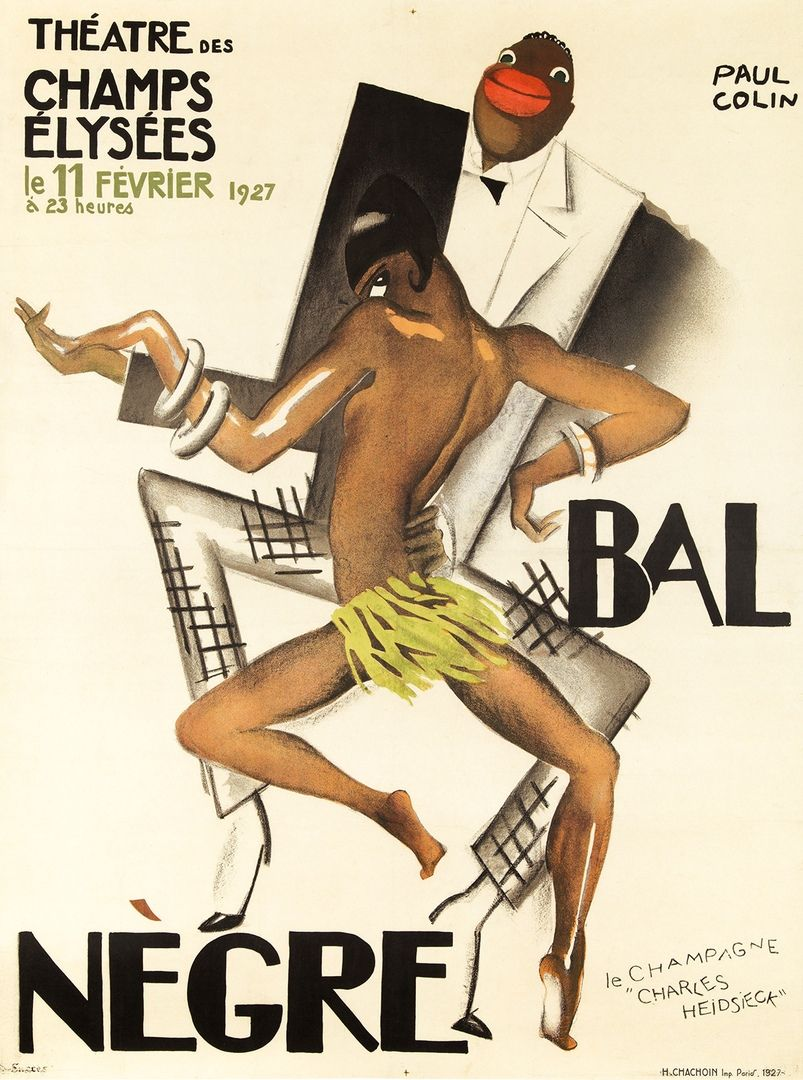 THÉATRE DES
CHAMPS
ÉLYSÉES
le 11 FÉVRIER 1927
à 23 heures
PAUL
COLIN
BAL
NÈGRE
le CHAMPAGNE
"CHARLES
HEIDSIECK"
H. CHACHOIN Imp. Paris, 1927